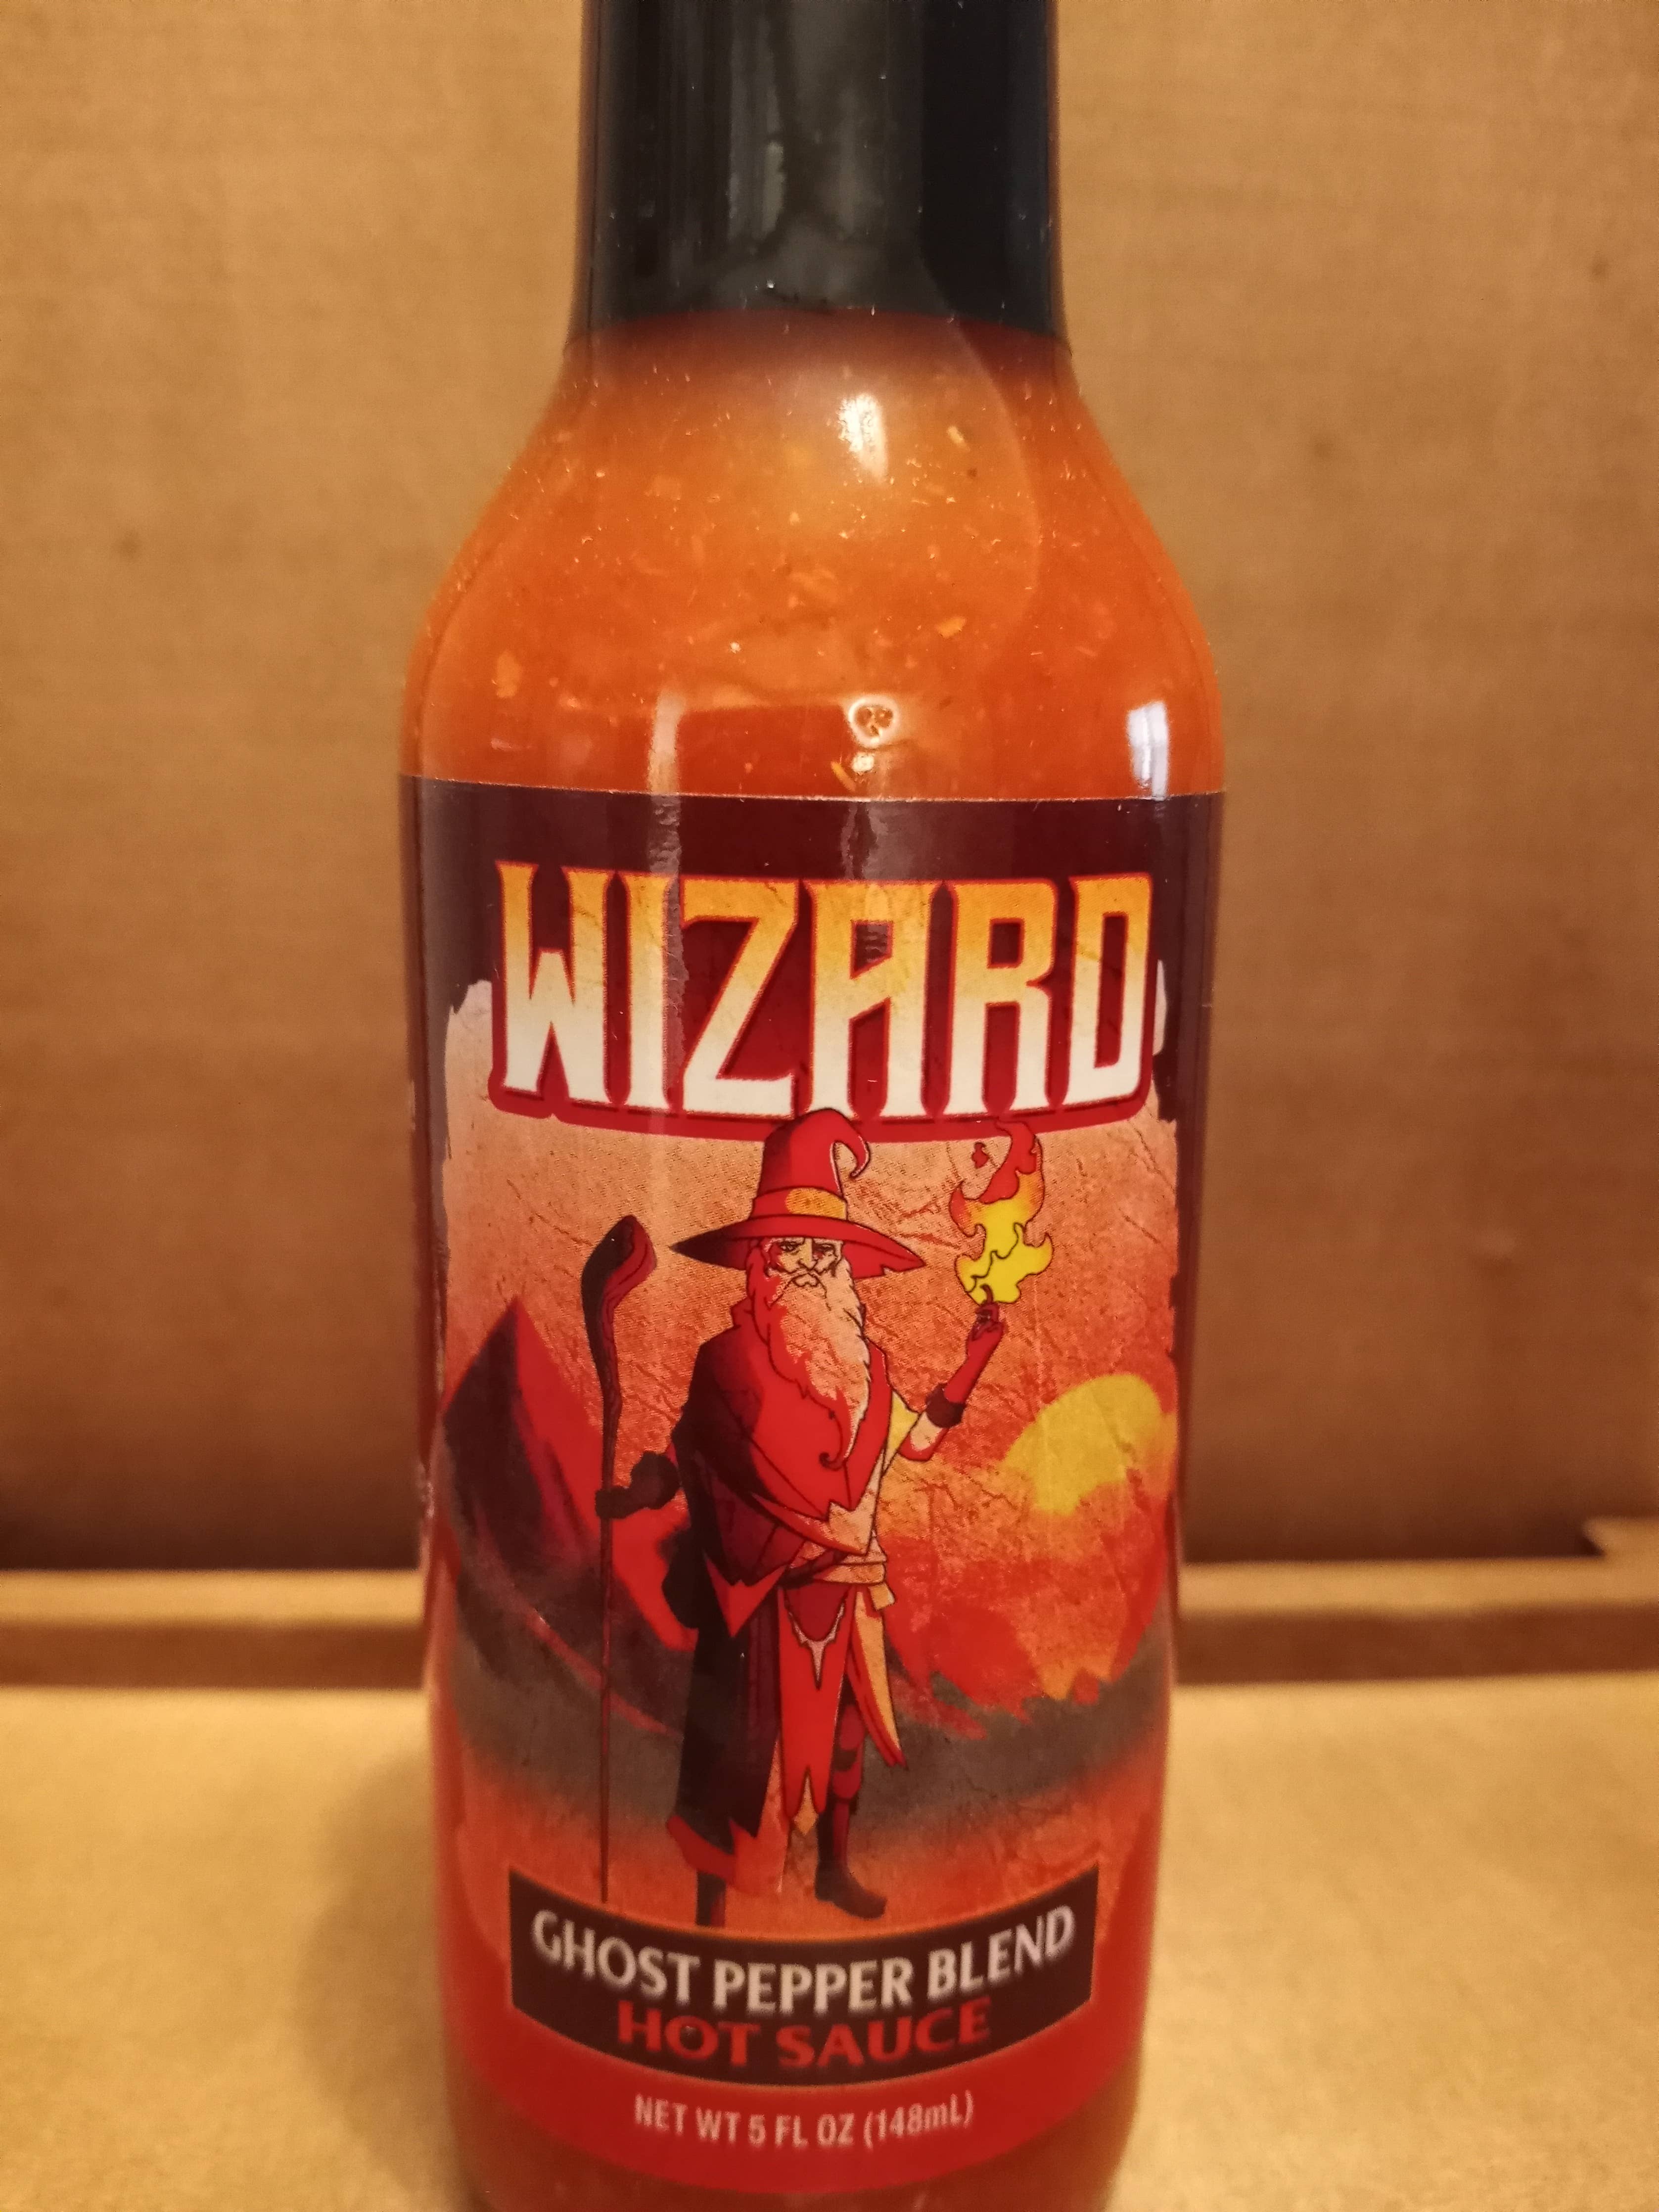 WIZARD
GHOST PEPPER BLEND
HOT SAUCE
NET WT 5 FL OZ (148mL)